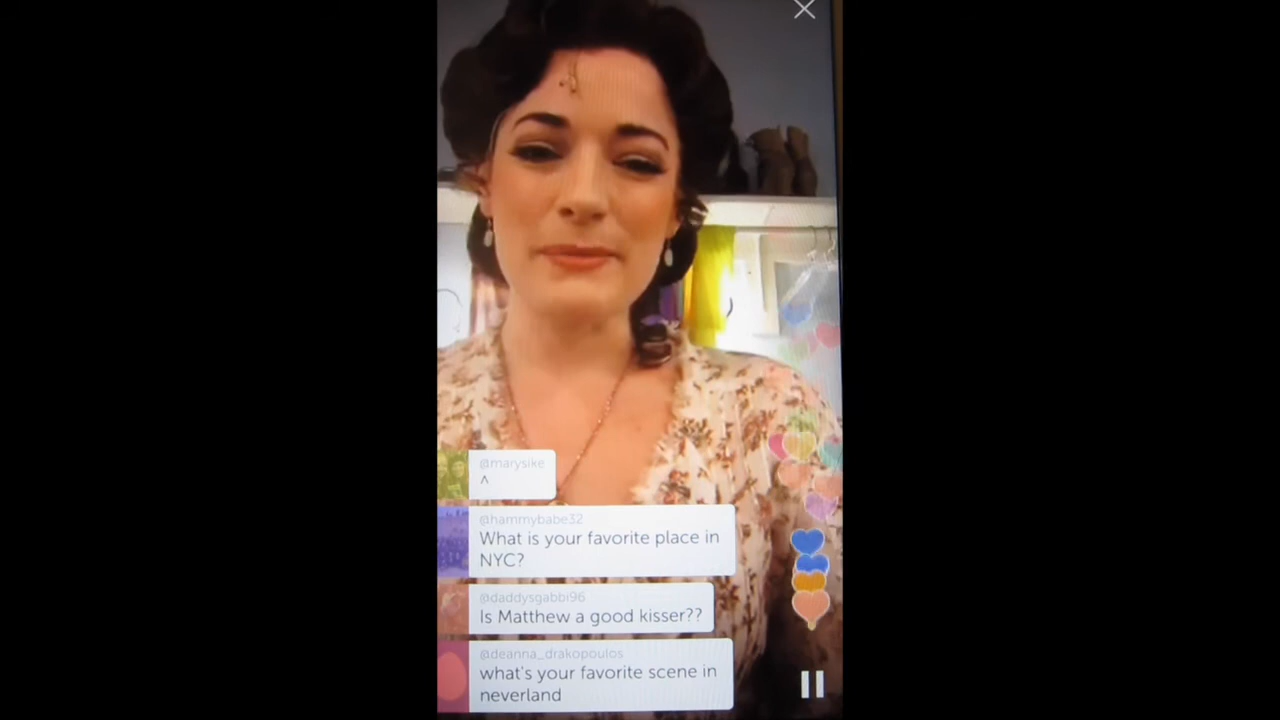 @marysike
^
@hammybabe32
What is your favorite place in
NYC?
@daddysgabbi96
Is Matthew a good kisser??
@deanna_drakopoulos
what's your favorite scene in
neverland